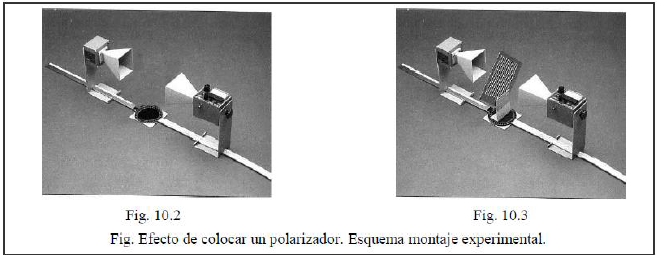 Fig. 10.2
Fig. 10.3
Fig. Efecto de colocar un polarizador. Esquema montaje experimental.